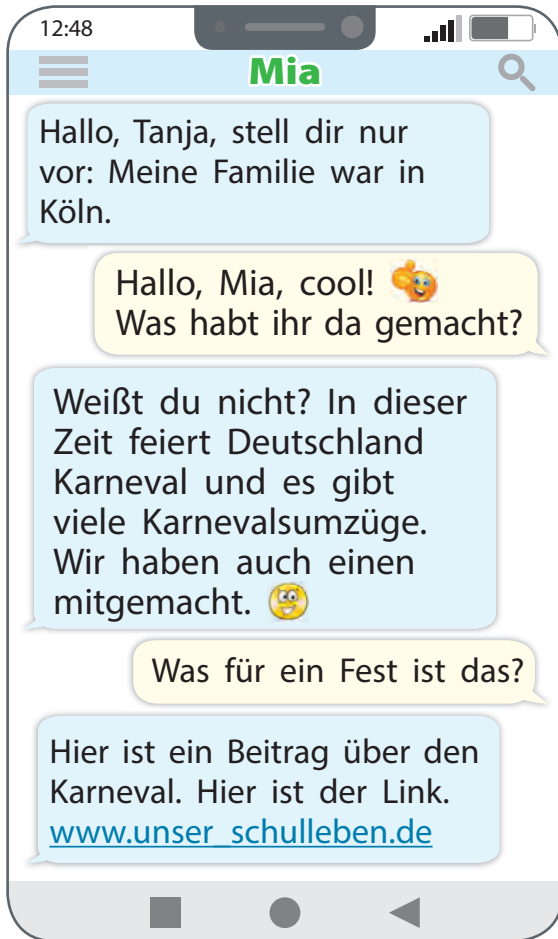 12:48
Mia
Hallo, Tanja, stell dir nur
vor: Meine Familie war in
Köln.
Hallo, Mia, cool!
Was habt ihr da gemacht?
Weißt du nicht? In dieser
Zeit feiert Deutschland
Karneval und es gibt
viele Karnevalsumzüge.
Wir haben auch einen
mitgemacht.
Was für ein Fest ist das?
Hier ist ein Beitrag über den
Karneval. Hier ist der Link.
www.unser_schulleben.de